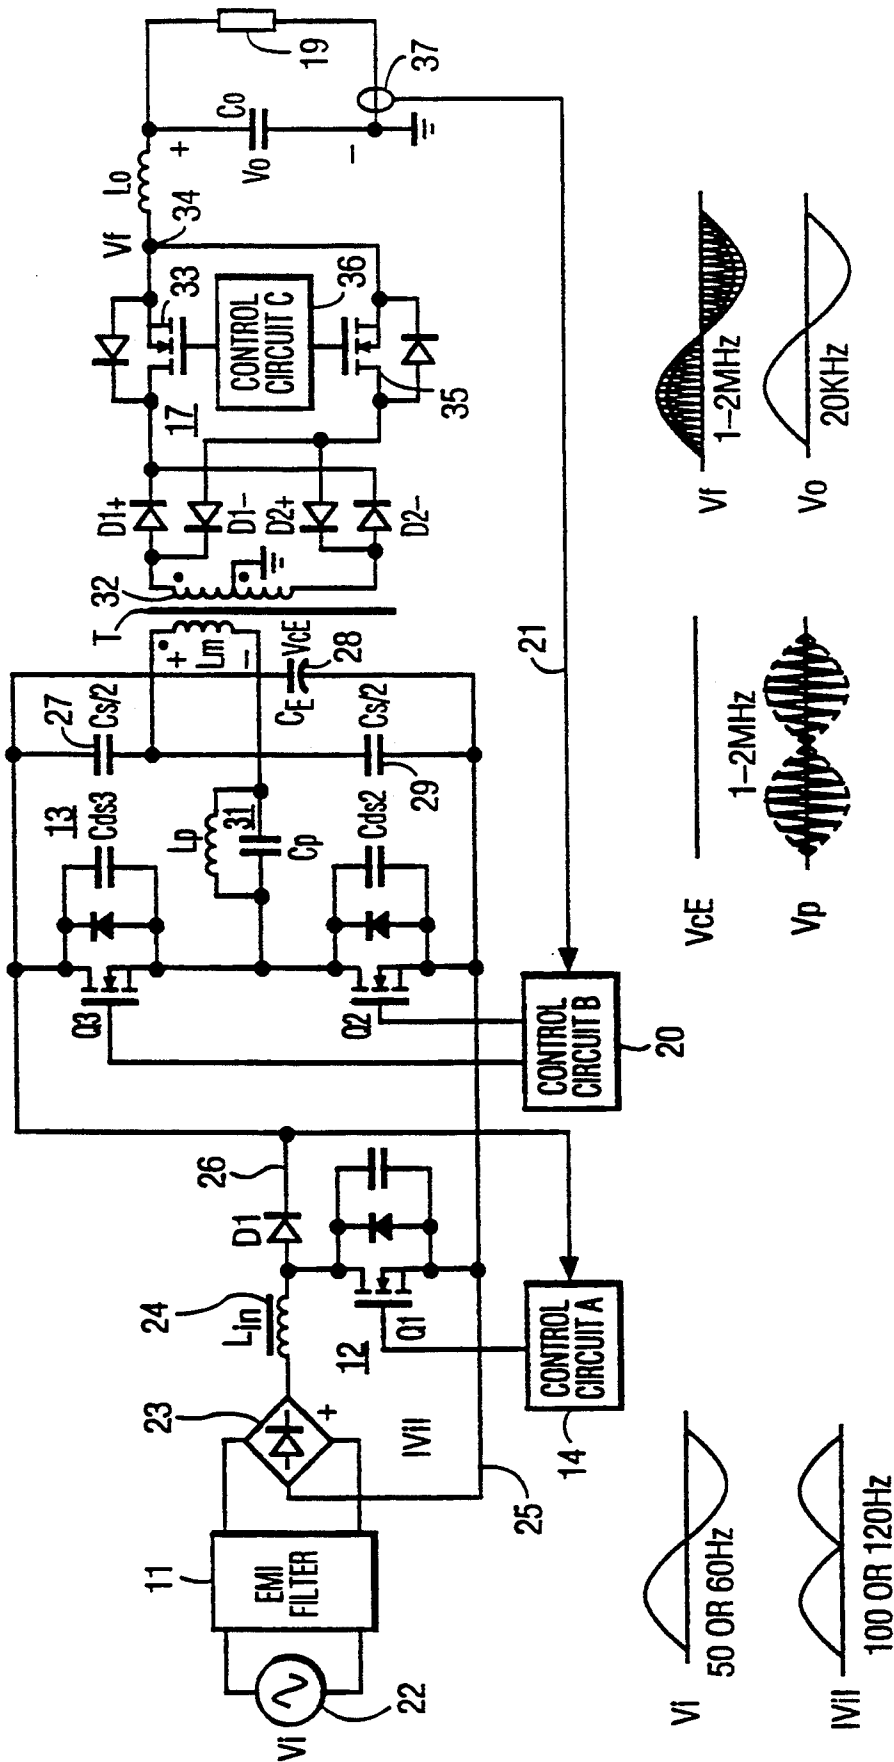 Vi
22
11
EMI
FILTER
23
+
|Vi|
25
24
Lin
D1
26
12
Q1
CONTROL
CIRCUIT A
14
Q3
13
Cds3
Lp
31
Cp
Q2
Cds2
CONTROL
CIRCUIT B
20
27
Cs/2
Cs/2
29
T
32
+
Lm
−
VcE
CE
28
21
D1+
D1−
D2+
D2−
17
33
CONTROL
CIRCUIT C
36
35
Vf
34
Lo
+
Vo
Co
−
19
37
Vi
50 OR 60Hz
|Vi|
100 OR 120Hz
VcE
Vp
1−2MHz
Vf
1−2MHz
Vo
20KHz